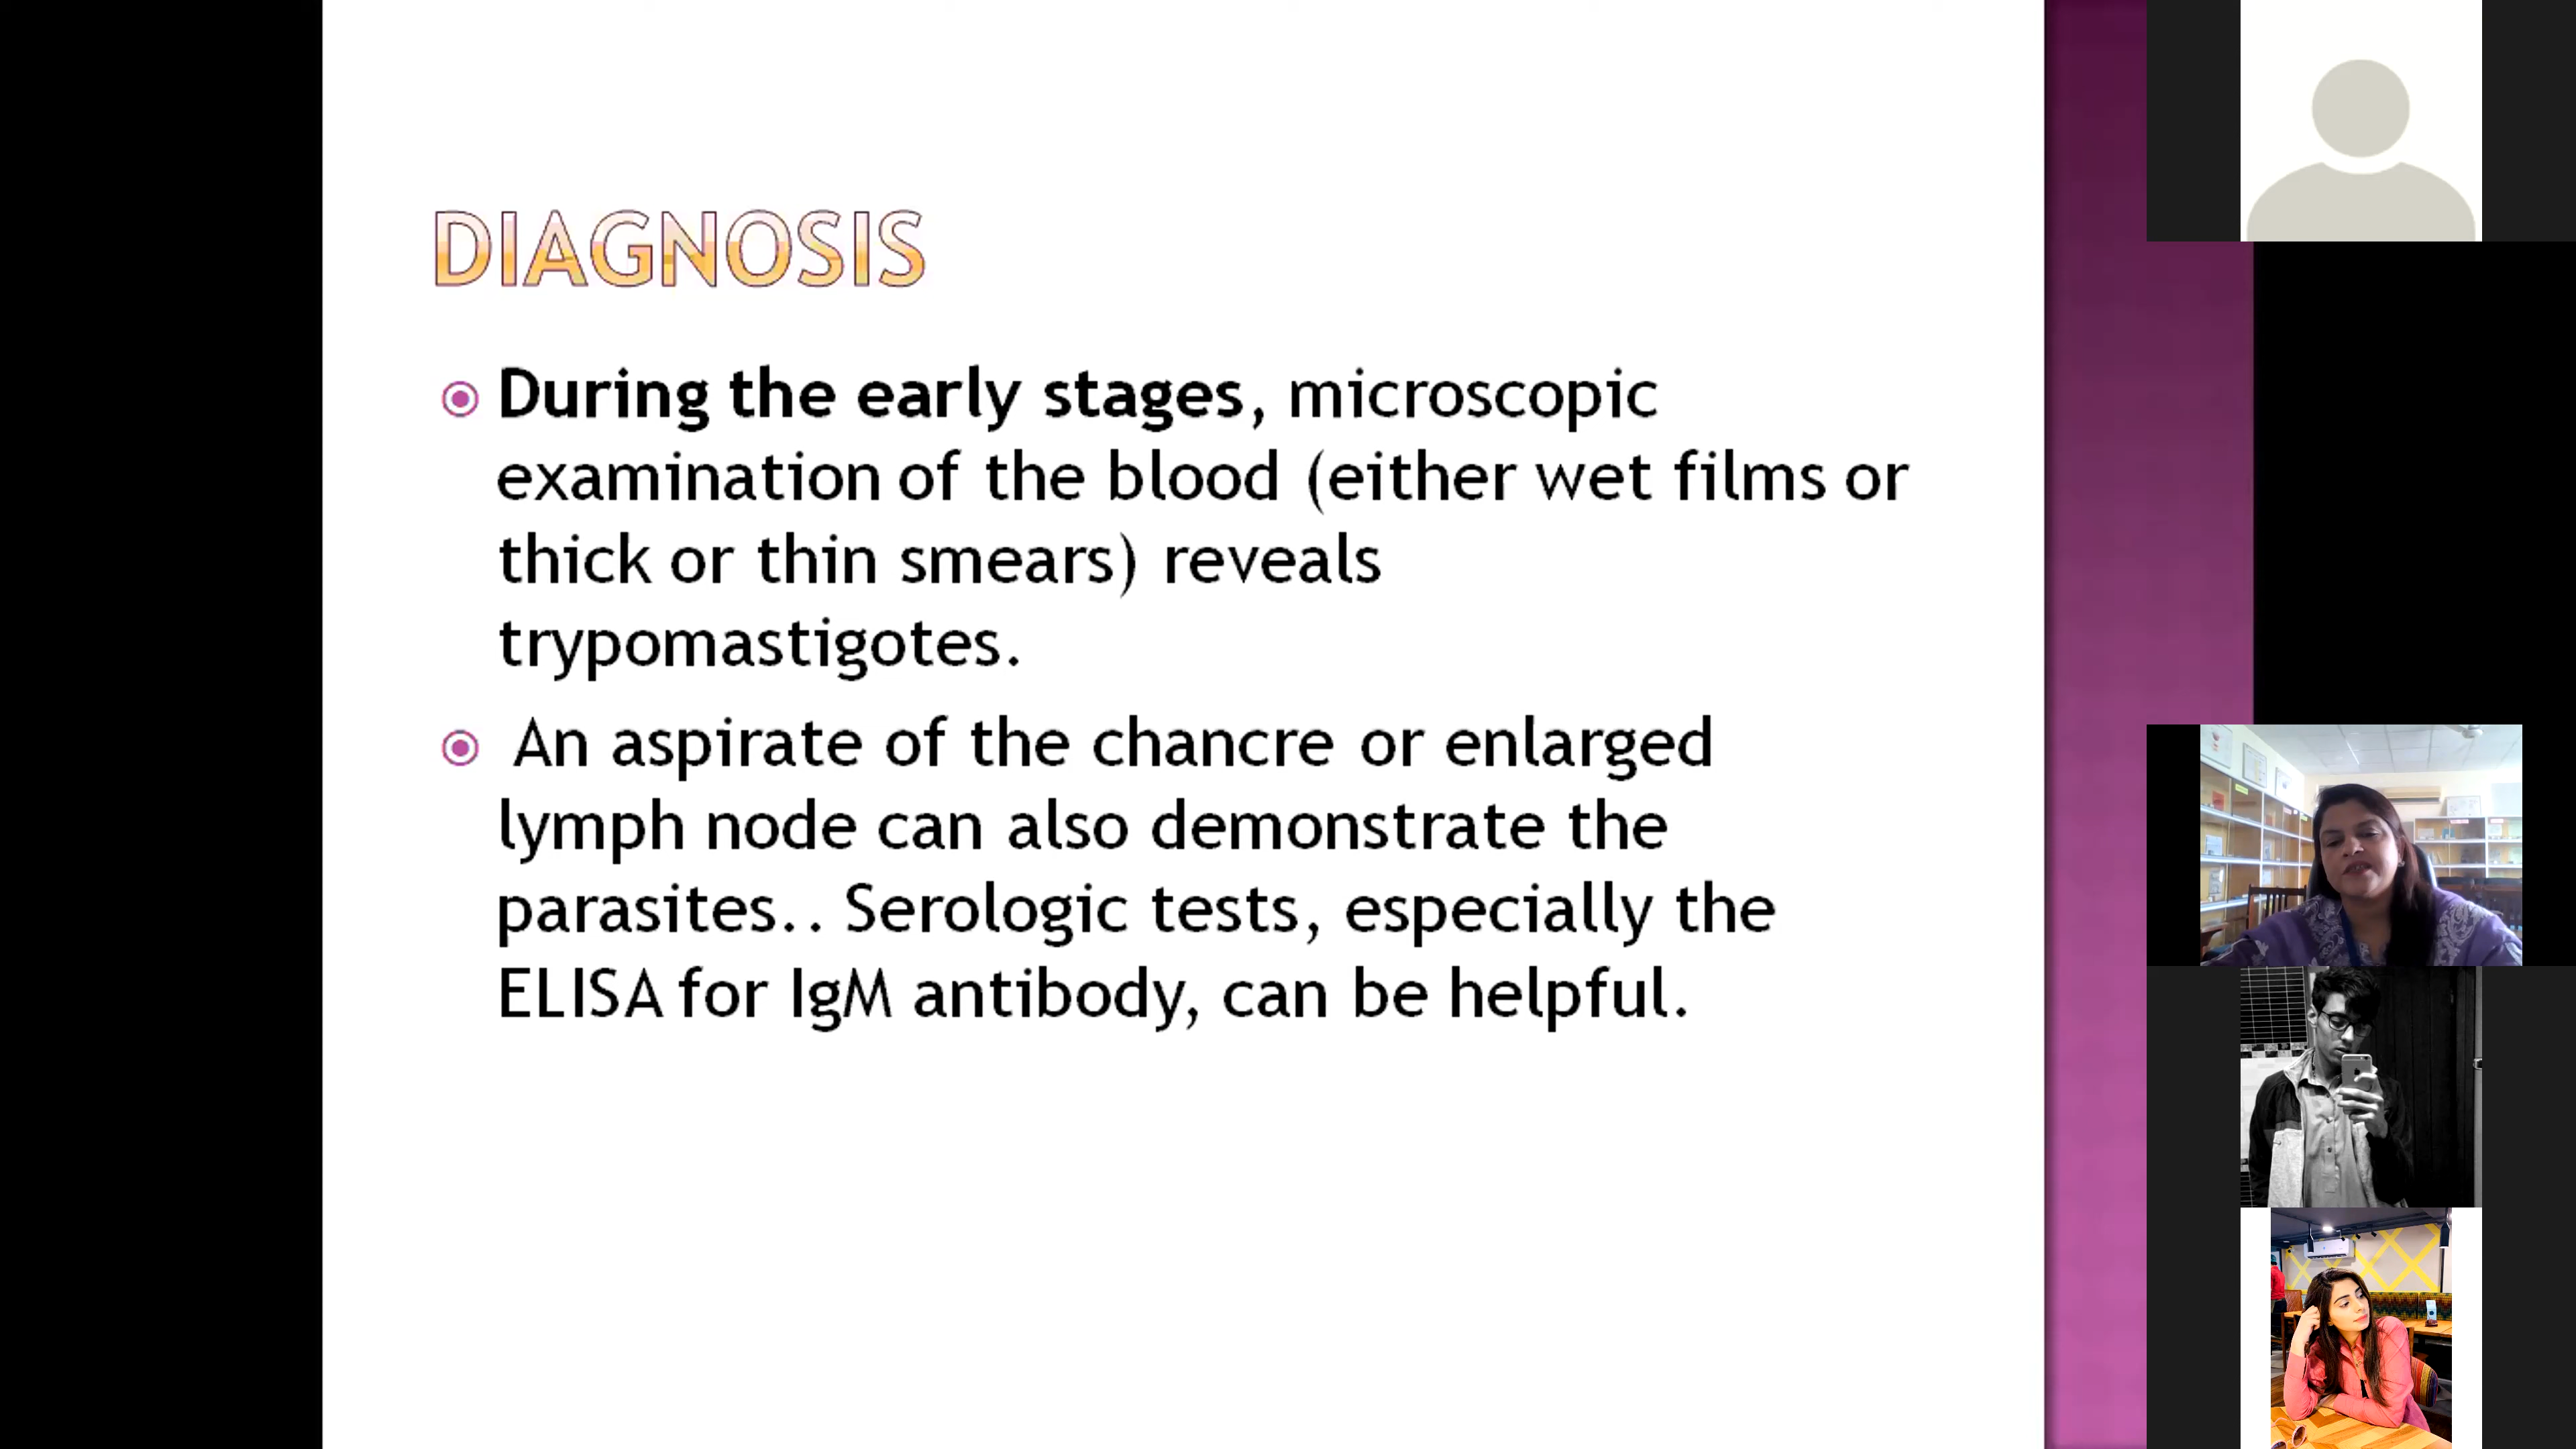 DIAGNOSIS
During the early stages, microscopic
examination of the blood (either wet films or
thick or thin smears) reveals
trypomastigotes.
An aspirate of the chancre or enlarged
lymph node can also demonstrate the
parasites.. Serologic tests, especially the
ELISA for IgM antibody, can be helpful.